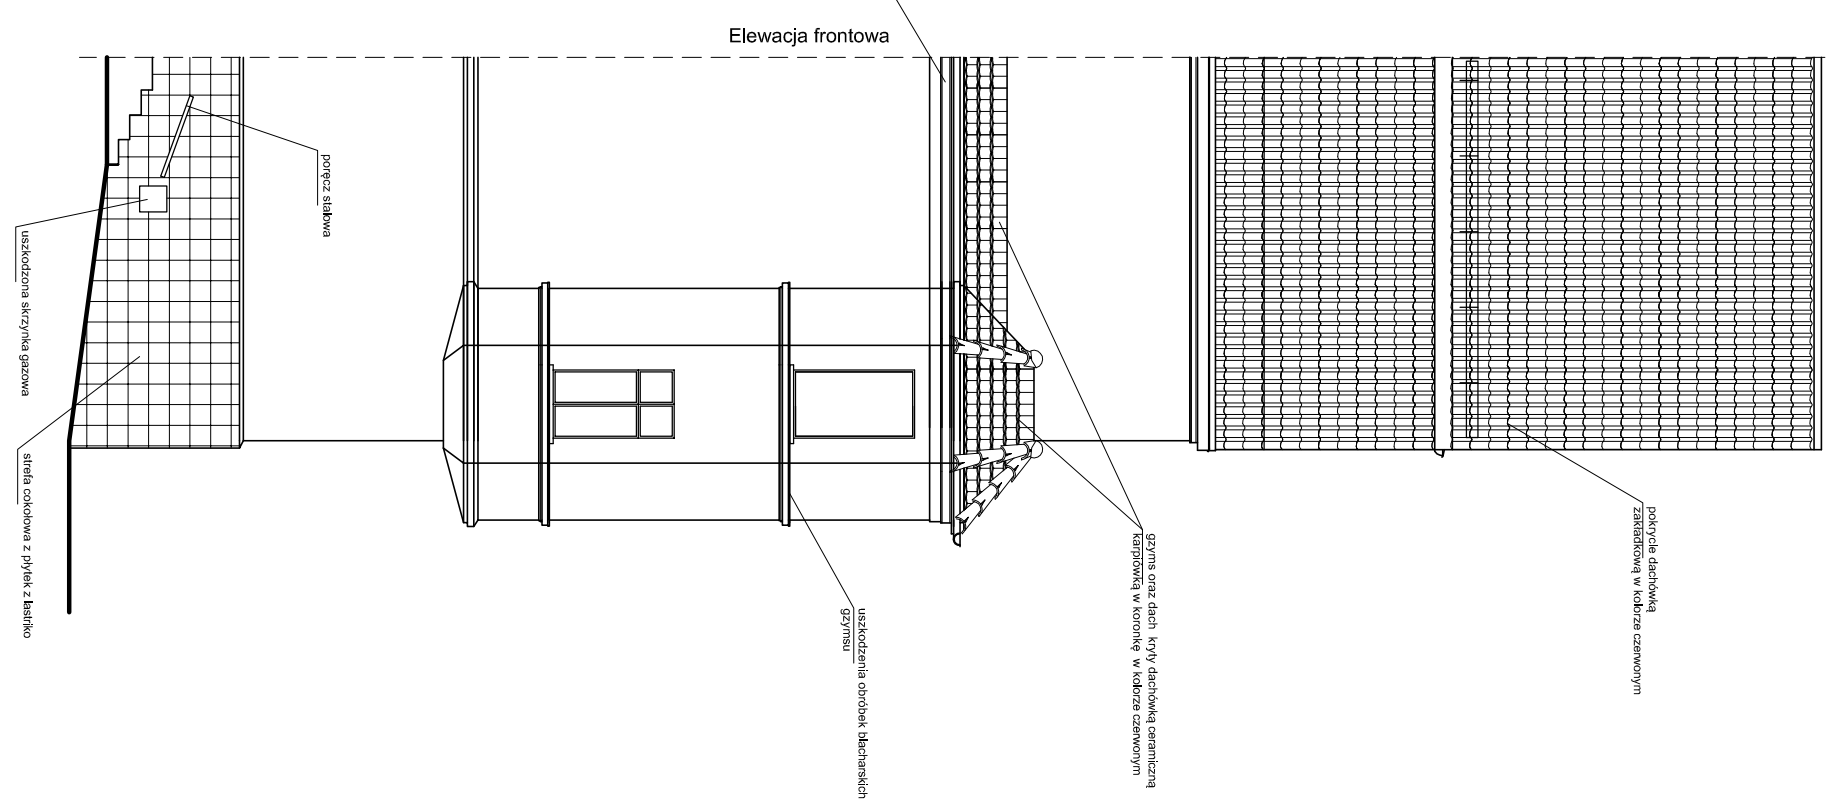 Elewacja frontowa
poręcz stalowa
uszkodzona skrzynka gazowa
strefa cokołowa z płytek z lastriko
uszkodzenia obróbek blacharskich
gzymsu
gzyms oraz dach kryty dachówką ceramiczną
karpiówką w koronkę w kolorze czerwonym
pokrycie dachówką
zakładkową w kolorze czerwonym